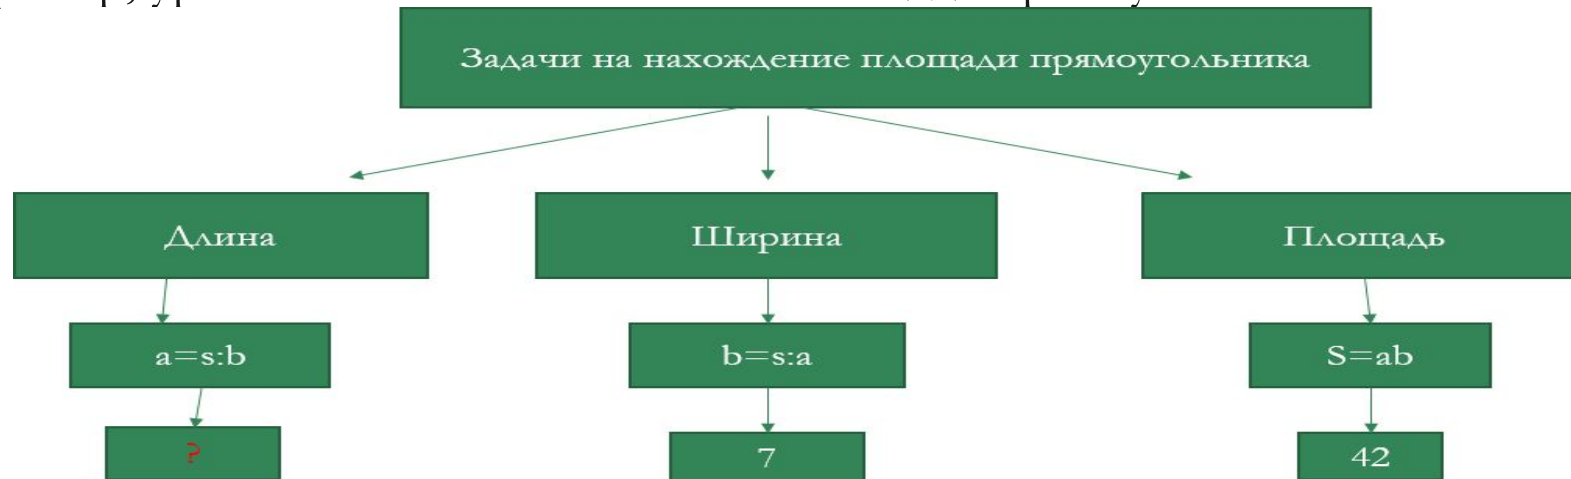 Задачи на нахождение площади прямоугольника
Длина
Ширина
Площадь
a=s:b
b=s:a
S=ab
?
7
42